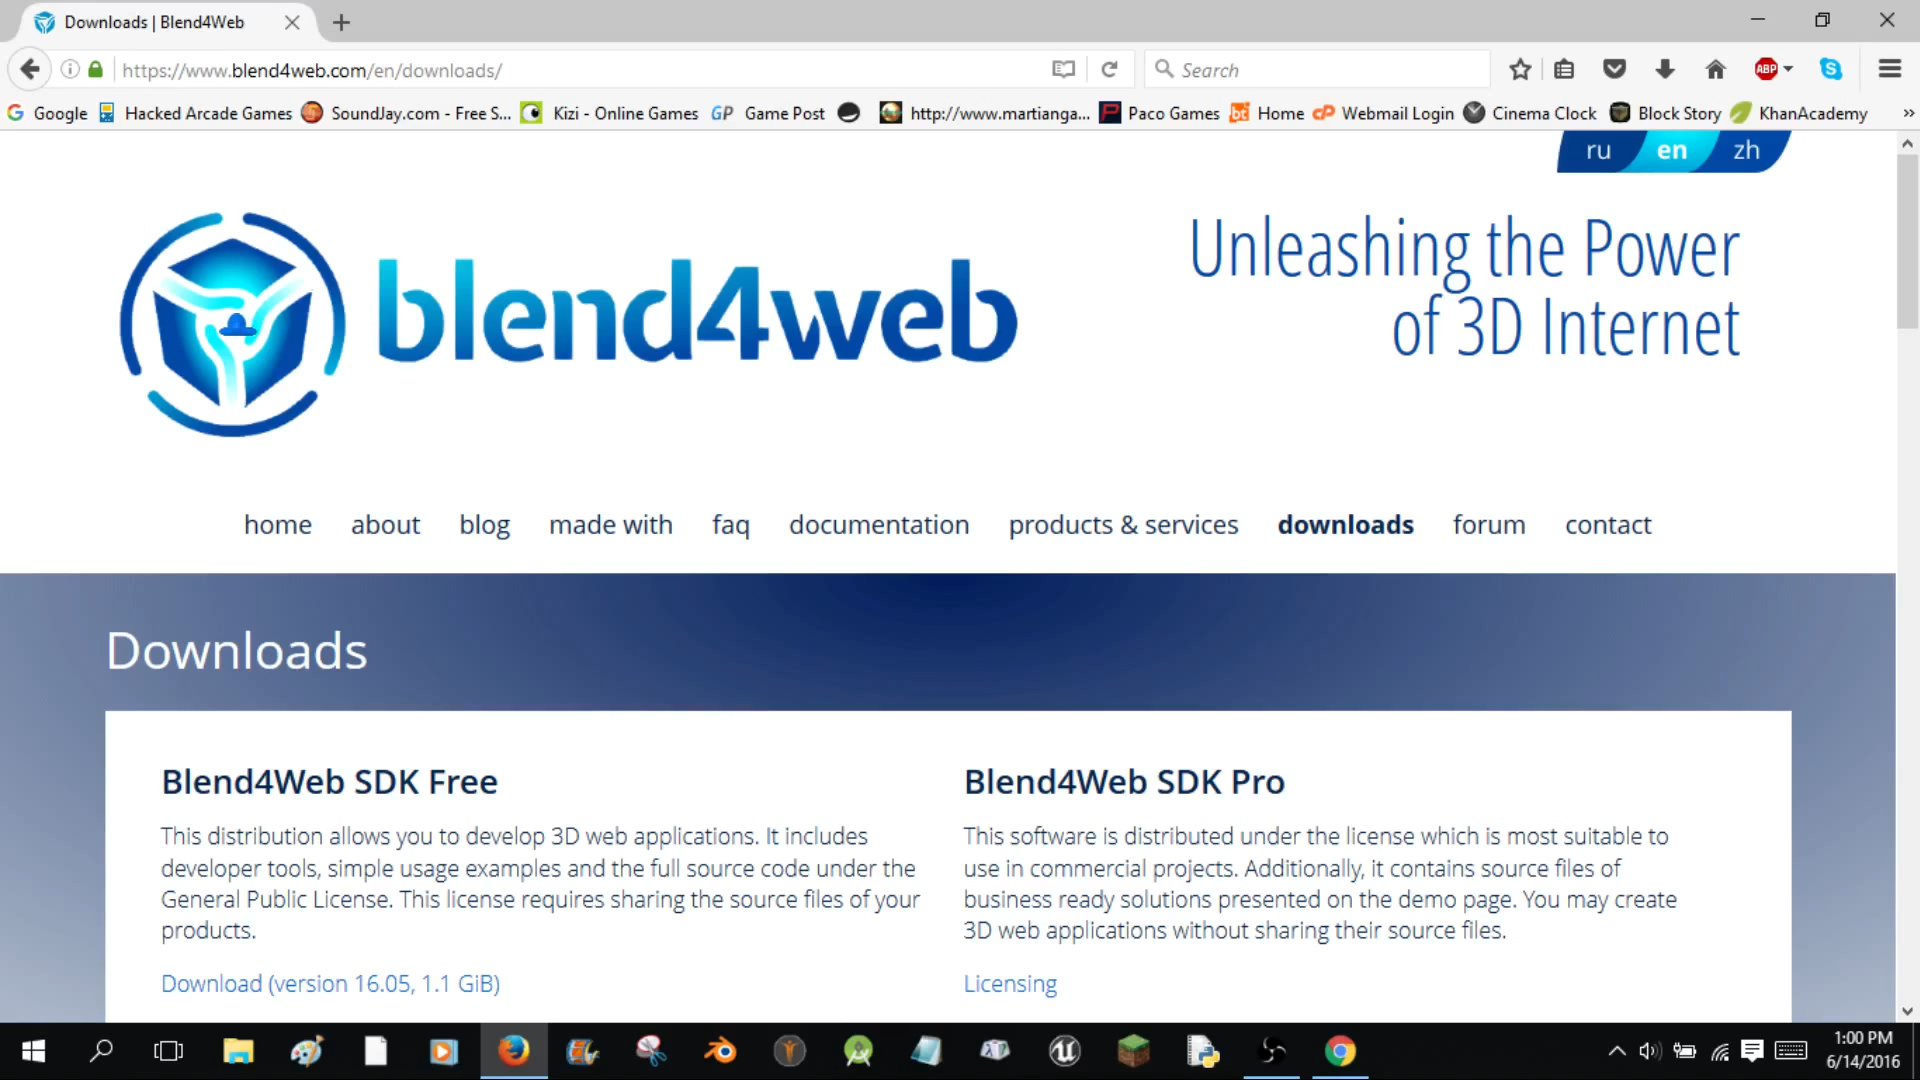 Downloads | Blend4Web
https://www.blend4web.com/en/downloads/
Search
ABP
Google
Hacked Arcade Games
SoundJay.com - Free S...
Kizi - Online Games
GP Game Post
http://www.martianga...
Paco Games
bt Home
cP Webmail Login
Cinema Clock
Block Story
KhanAcademy
ru en zh
blend4web
Unleashing the Power
of 3D Internet
home about blog made with faq documentation products & services downloads forum contact
Downloads
Blend4Web SDK Free
This distribution allows you to develop 3D web applications. It includes
developer tools, simple usage examples and the full source code under the
General Public License. This license requires sharing the source files of your
products.
Download (version 16.05, 1.1 GiB)
Blend4Web SDK Pro
This software is distributed under the license which is most suitable to
use in commercial projects. Additionally, it contains source files of
business ready solutions presented on the demo page. You may create
3D web applications without sharing their source files.
Licensing
1:00 PM
6/14/2016